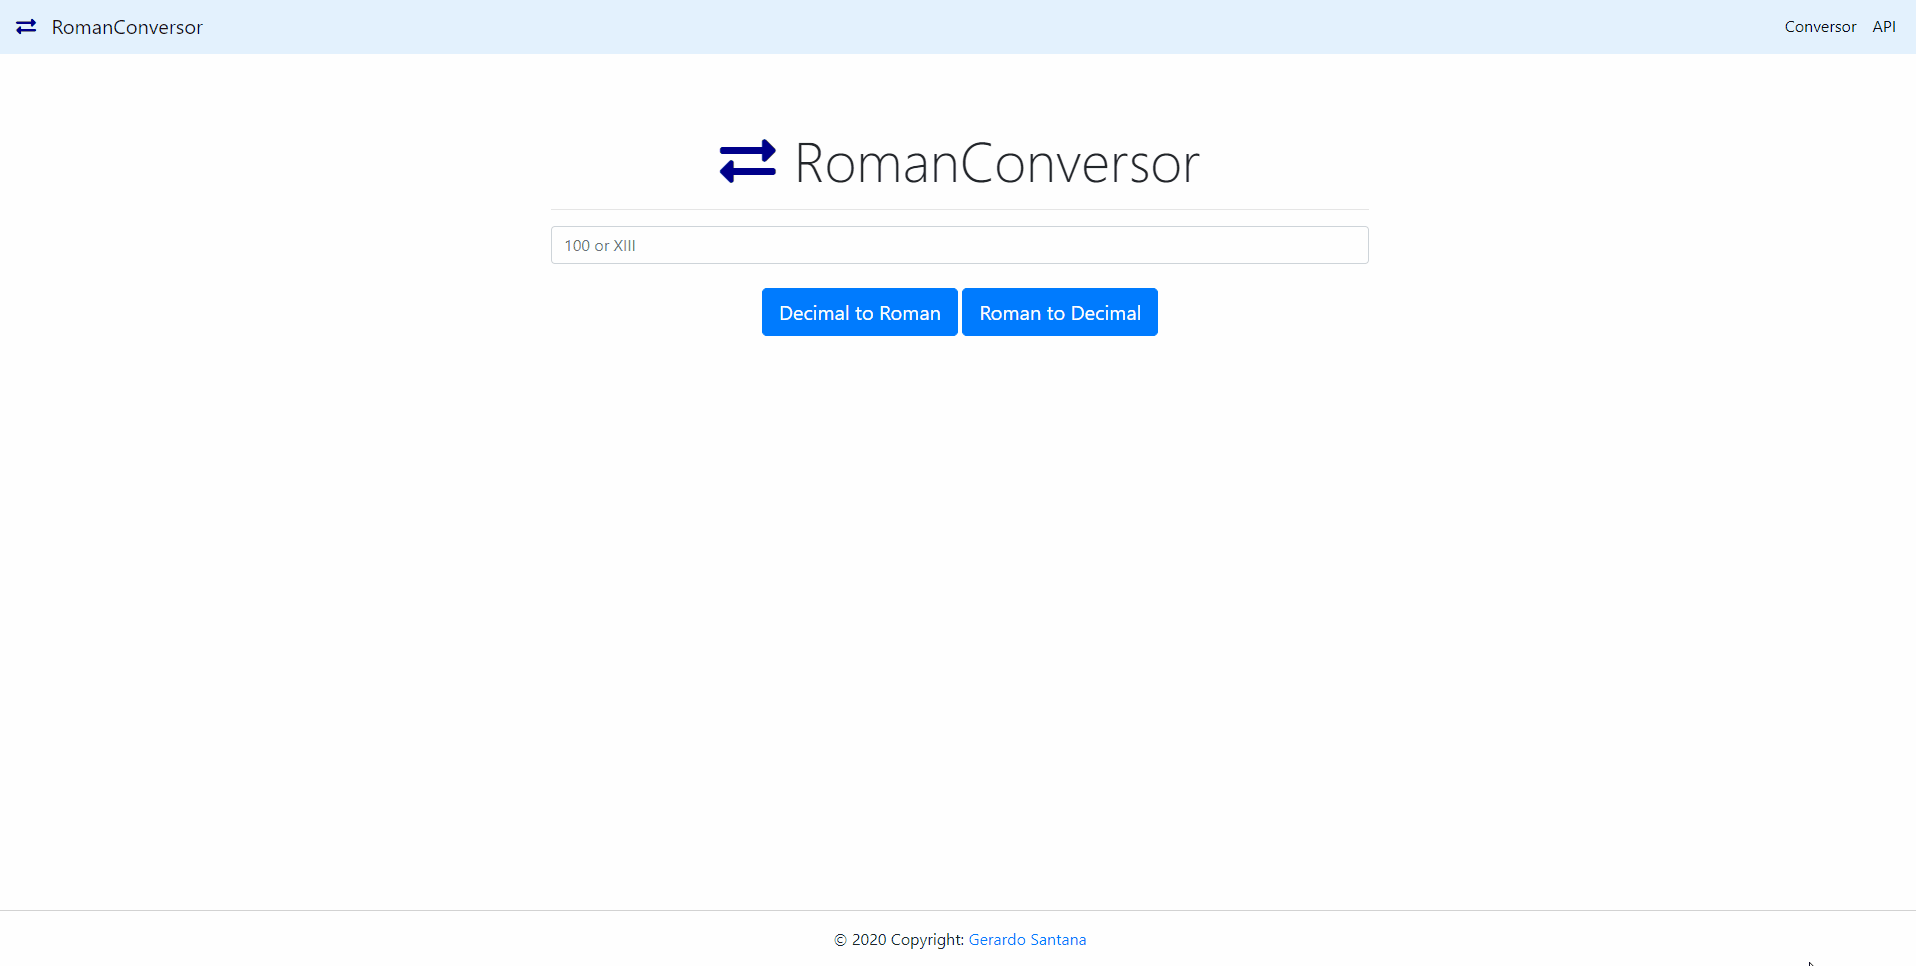 RomanConversor
Conversor API
RomanConversor
100 or XIII
Decimal to Roman Roman to Decimal
© 2020 Copyright: Gerardo Santana